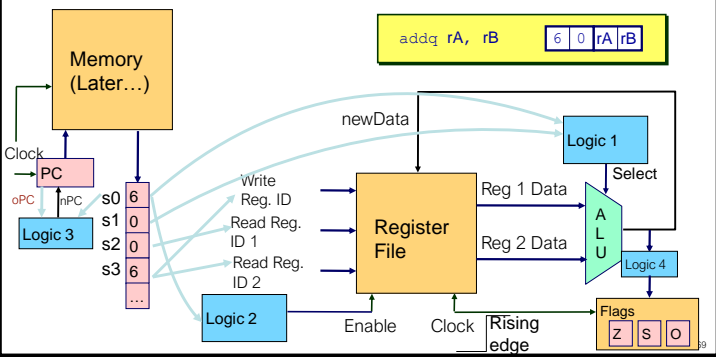 addq rA, rB
6 0 rA rB
Memory
(Later…)
newData
Logic 1
Clock
PC
Select
oPC
nPC
s0 6
Write
Reg. ID
Reg 1 Data
Logic 3
s1 0
Read Reg.
ID 1
Register
File
A
L
U
s2 0
Reg 2 Data
s3 6
Read Reg.
ID 2
Logic 4
…
Logic 2
Enable
Clock
Rising
edge
Flags
Z S O